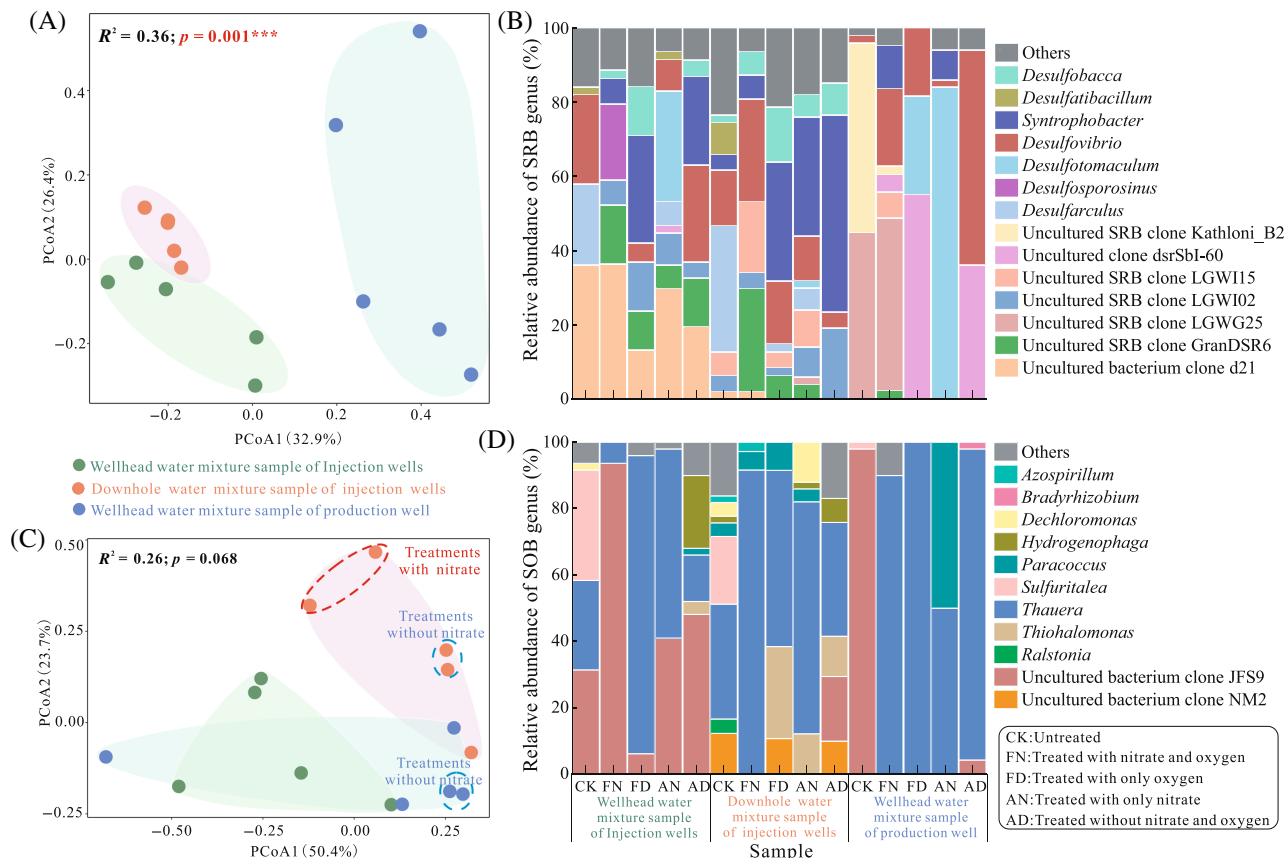 (A)
R² = 0.36; p = 0.001***
PCoA2 (26.4%)
0.4
0.2
0.0
−0.2
−0.2
0.0
0.2
0.4
PCoA1 (32.9%)
Wellhead water mixture sample of Injection wells
Downhole water mixture sample of injection wells
Wellhead water mixture sample of production well
(B)
Relative abundance of SRB genus (%)
100
80
60
40
20
0
Others
Desulfobacca
Desulfatibacillum
Syntrophobacter
Desulfovibrio
Desulfotomaculum
Desulfosporosinus
Desulfarculus
Uncultured SRB clone Kathloni_B2
Uncultured clone dsrSbI-60
Uncultured SRB clone LGWI15
Uncultured SRB clone LGWI02
Uncultured SRB clone LGWG25
Uncultured SRB clone GranDSR6
Uncultured bacterium clone d21
(C)
R² = 0.26; p = 0.068
Treatments
with nitrate
Treatments
without nitrate
Treatments
without nitrate
PCoA2 (23.7%)
0.50
0.25
0.00
−0.25
−0.50
−0.25
0.00
0.25
PCoA1 (50.4%)
(D)
Relative abundance of SOB genus (%)
100
80
60
40
20
0
CK FN FD AN AD CK FN FD AN AD CK FN FD AN AD
Wellhead water
mixture sample
of Injection wells
Downhole water
mixture sample
of injection wells
Wellhead water
mixture sample
of production well
Sample
Others
Azospirillum
Bradyrhizobium
Dechloromonas
Hydrogenophaga
Paracoccus
Sulfuritalea
Thauera
Thiohalomonas
Ralstonia
Uncultured bacterium clone JFS9
Uncultured bacterium clone NM2
CK:Untreated
FN:Treated with nitrate and oxygen
FD:Treated with only oxygen
AN:Treated with only nitrate
AD:Treated without nitrate and oxygen